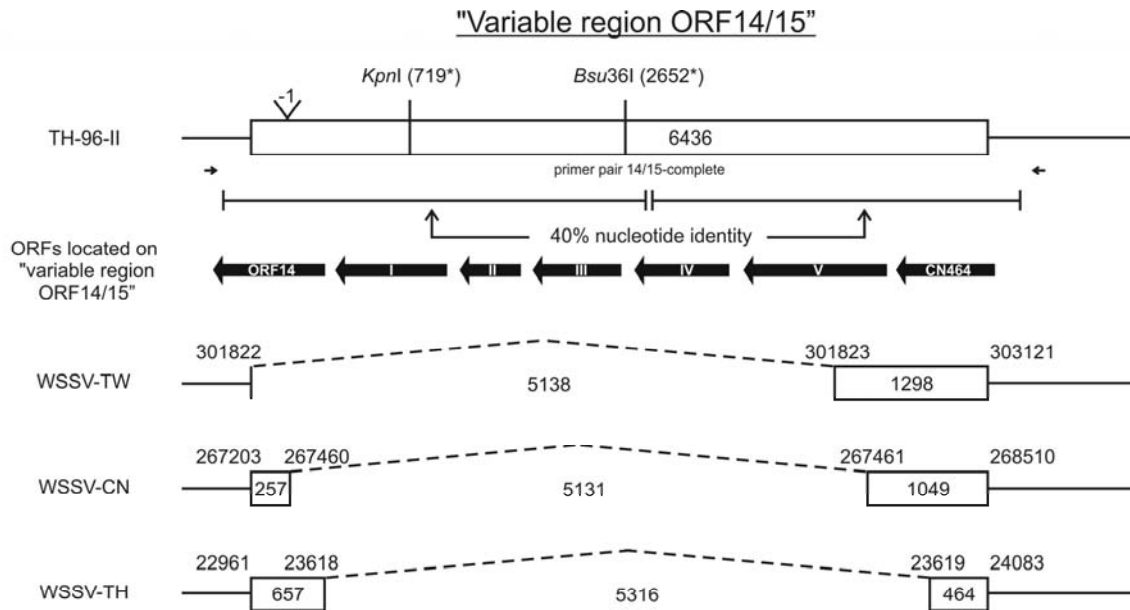 "Variable region ORF14/15"
KpnI (719*) Bsu36I (2652*)
-1
TH-96-II 6436
primer pair 14/15-complete
40% nucleotide identity
ORFs located on
"variable region
ORF14/15"
ORF14 I II III IV V CN464
301822 301823 303121
WSSV-TW 5138 1298
267203 267460 267461 268510
WSSV-CN 257 5131 1049
22961 23618 23619 24083
WSSV-TH 657 5316 464